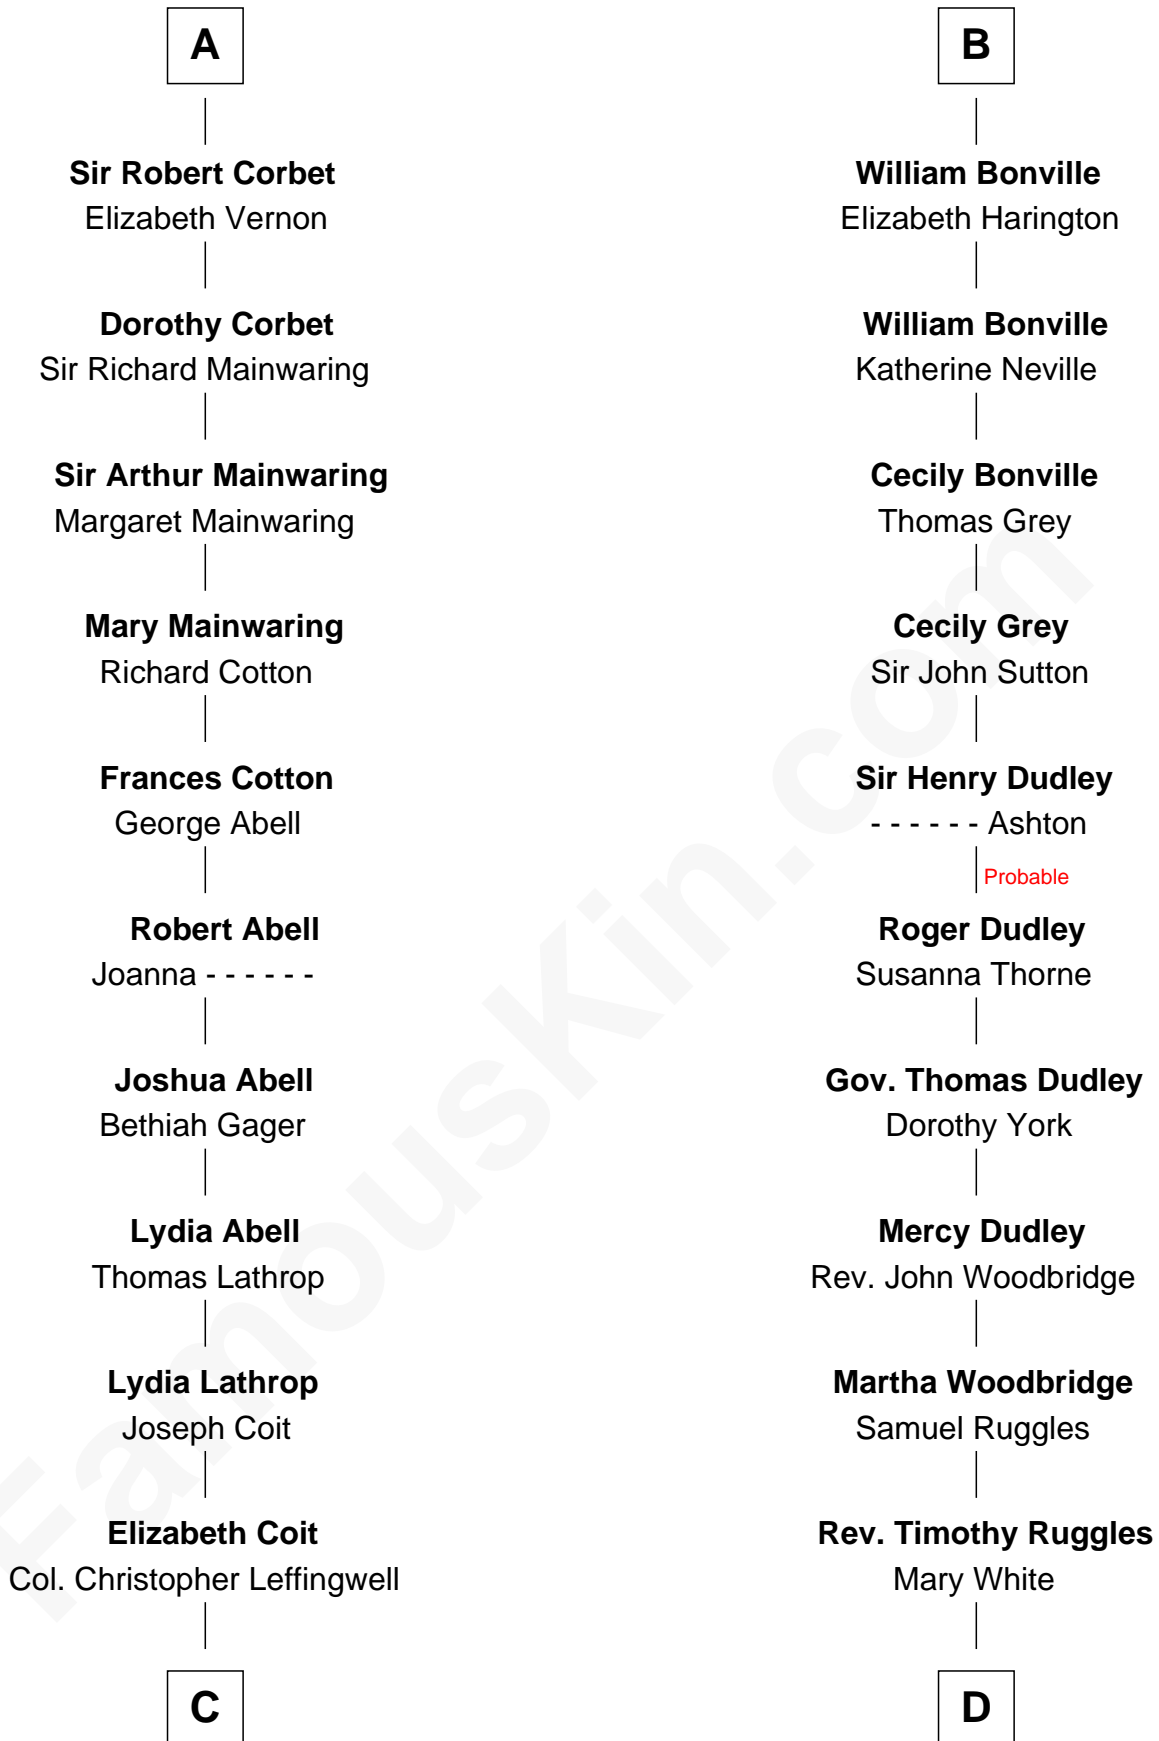 A
Sir Robert Corbet
Elizabeth Vernon
Dorothy Corbet
Sir Richard Mainwaring
Sir Arthur Mainwaring
Margaret Mainwaring
Mary Mainwaring
Richard Cotton
Frances Cotton
George Abell
Robert Abell
Joanna - - - - - -
Joshua Abell
Bethiah Gager
Lydia Abell
Thomas Lathrop
Lydia Lathrop
Joseph Coit
Elizabeth Coit
Col. Christopher Leffingwell
C
B
William Bonville
Elizabeth Harington
William Bonville
Katherine Neville
Cecily Bonville
Thomas Grey
Cecily Grey
Sir John Sutton
Sir Henry Dudley
- - - - - - Ashton
Probable
Roger Dudley
Susanna Thorne
Gov. Thomas Dudley
Dorothy York
Mercy Dudley
Rev. John Woodbridge
Martha Woodbridge
Samuel Ruggles
Rev. Timothy Ruggles
Mary White
D
FamousKin.com